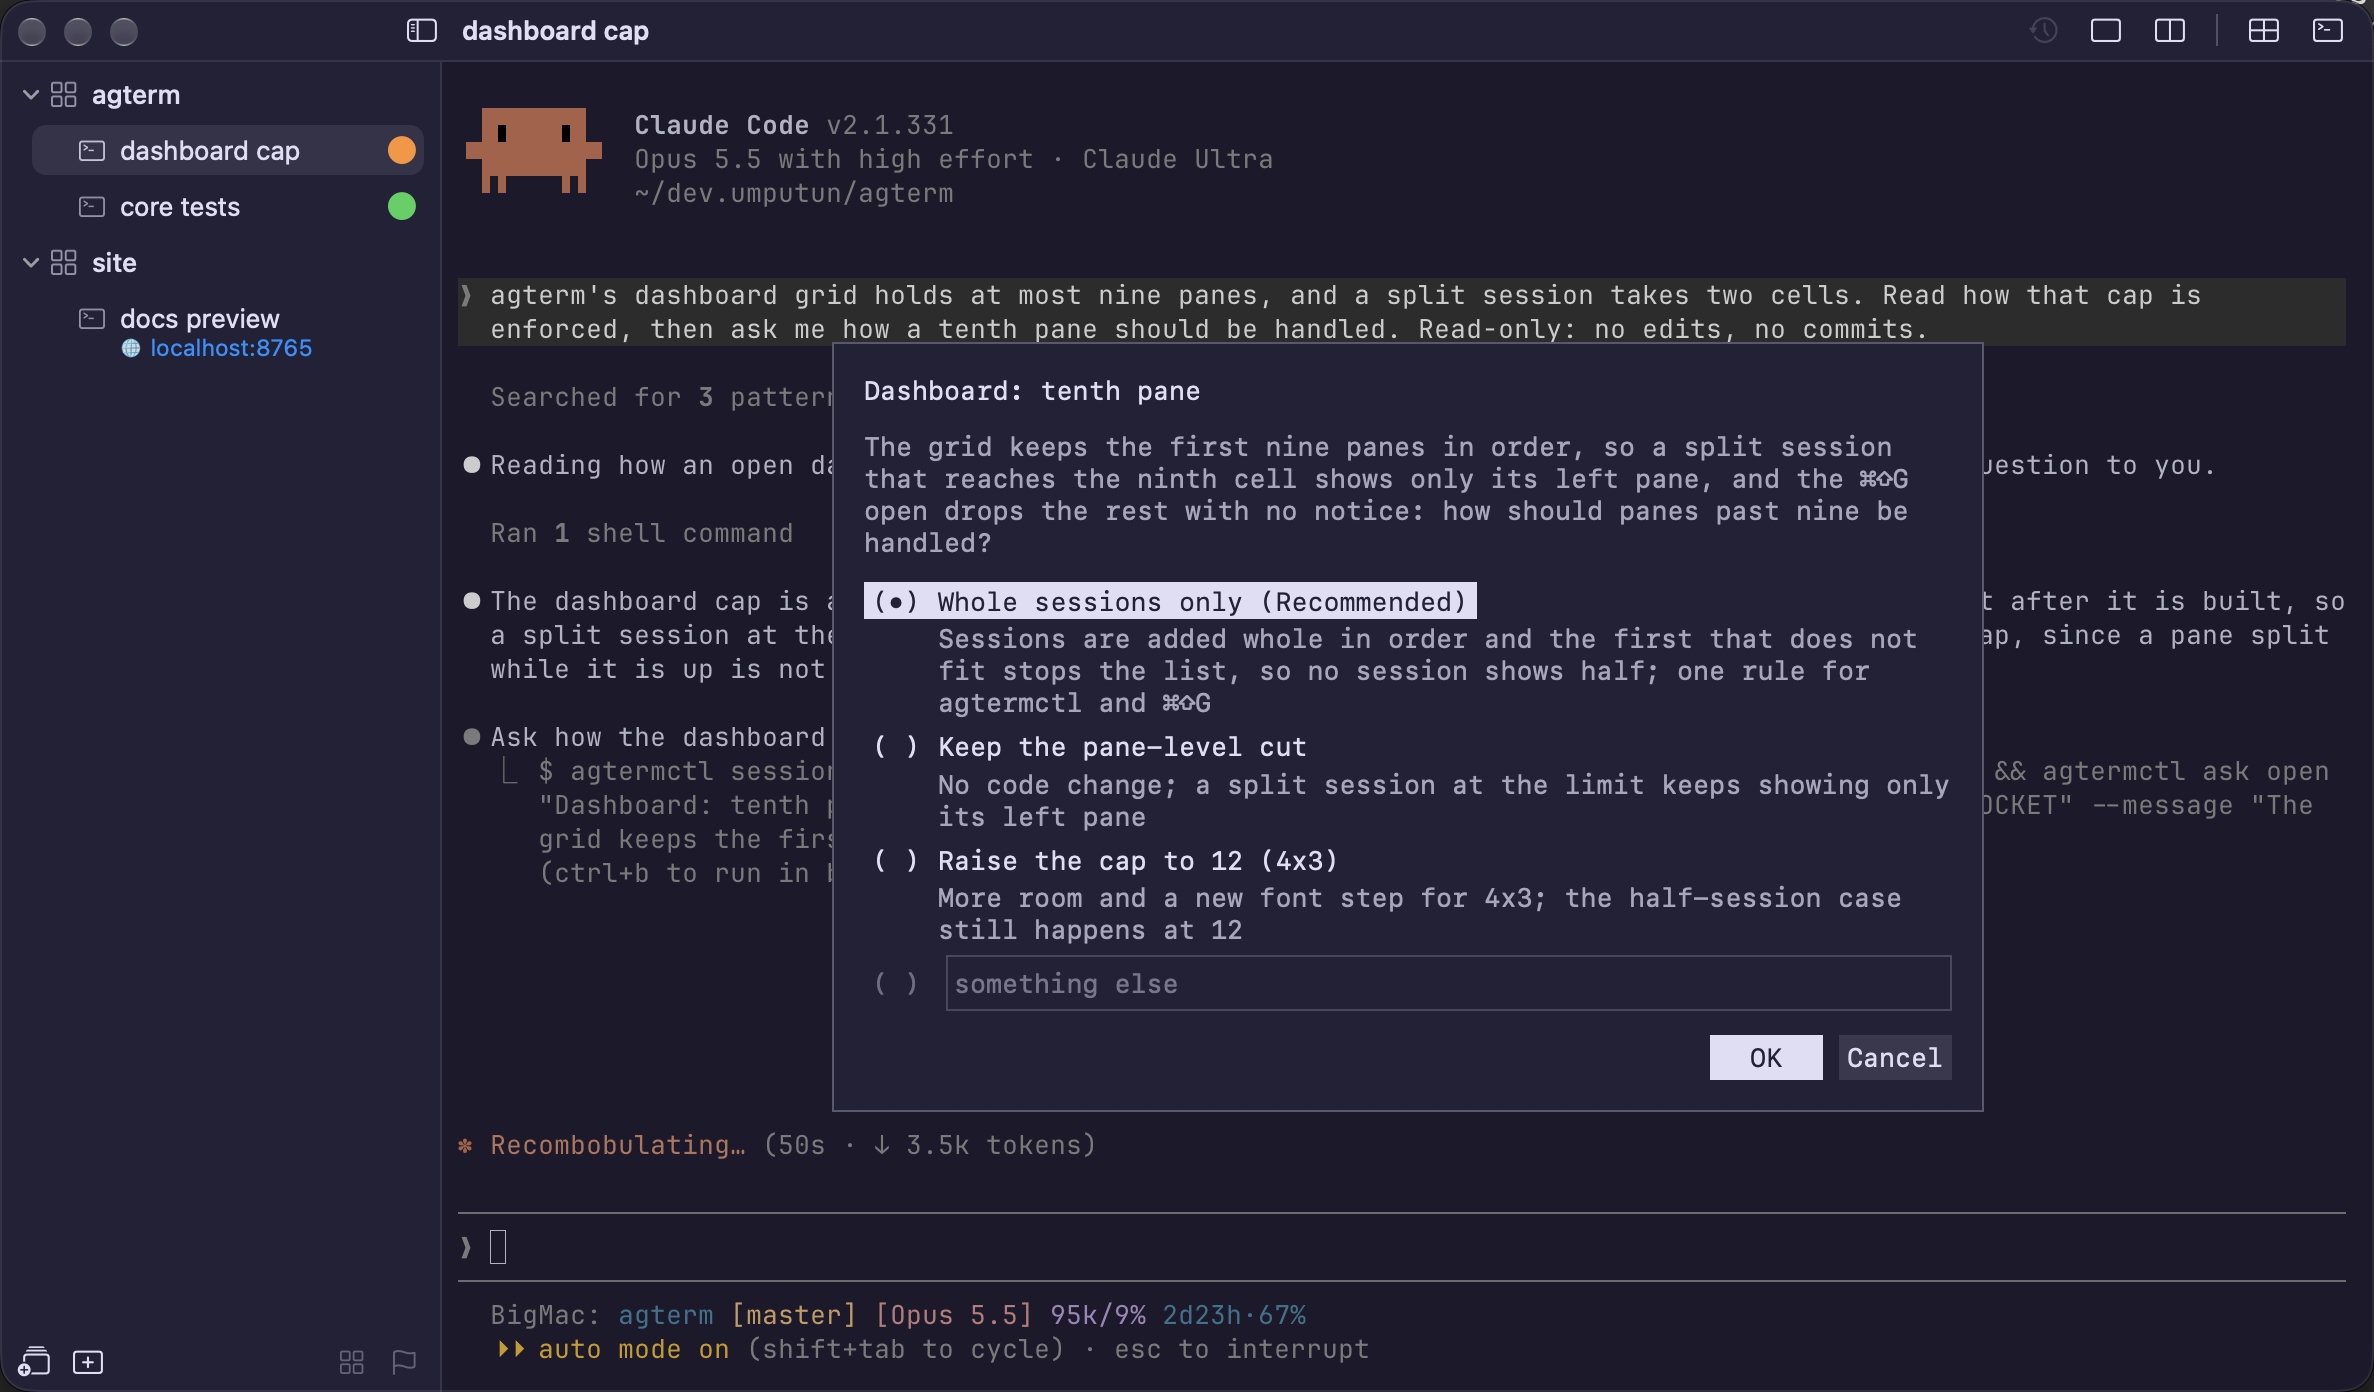 dashboard cap
agterm
dashboard cap
core tests
site
docs preview
localhost:8765
Claude Code v2.1.331
Opus 5.5 with high effort · Claude Ultra
~/dev.umputun/agterm
❯ agterm's dashboard grid holds at most nine panes, and a split session takes two cells. Read how that cap is
enforced, then ask me how a tenth pane should be handled. Read-only: no edits, no commits.
Searched for 3
Reading how an open
to you.
Ran 1 shell command
The dashboard cap is
after it is built, so
a split session at
since a pane split
while it is up is not
Ask how the dashboard
$ agtermctl
&& agtermctl ask open
"Dashboard: tenth
--message "The
grid keeps the
(ctrl+b to run in
Dashboard: tenth pane
The grid keeps the first nine panes in order, so a split session
that reaches the ninth cell shows only its left pane, and the ⌘⇧G
open drops the rest with no notice: how should panes past nine be
handled?
(•) Whole sessions only (Recommended)
Sessions are added whole in order and the first that does not
fit stops the list, so no session shows half; one rule for
agtermctl and ⌘⇧G
( ) Keep the pane-level cut
No code change; a split session at the limit keeps showing only
its left pane
( ) Raise the cap to 12 (4x3)
More room and a new font step for 4x3; the half-session case
still happens at 12
( ) something else
OK Cancel
✽ Recombobulating… (50s · ↓ 3.5k tokens)
❯
BigMac: agterm [master] [Opus 5.5] 95k/9% 2d23h·67%
⏵⏵ auto mode on (shift+tab to cycle) · esc to interrupt